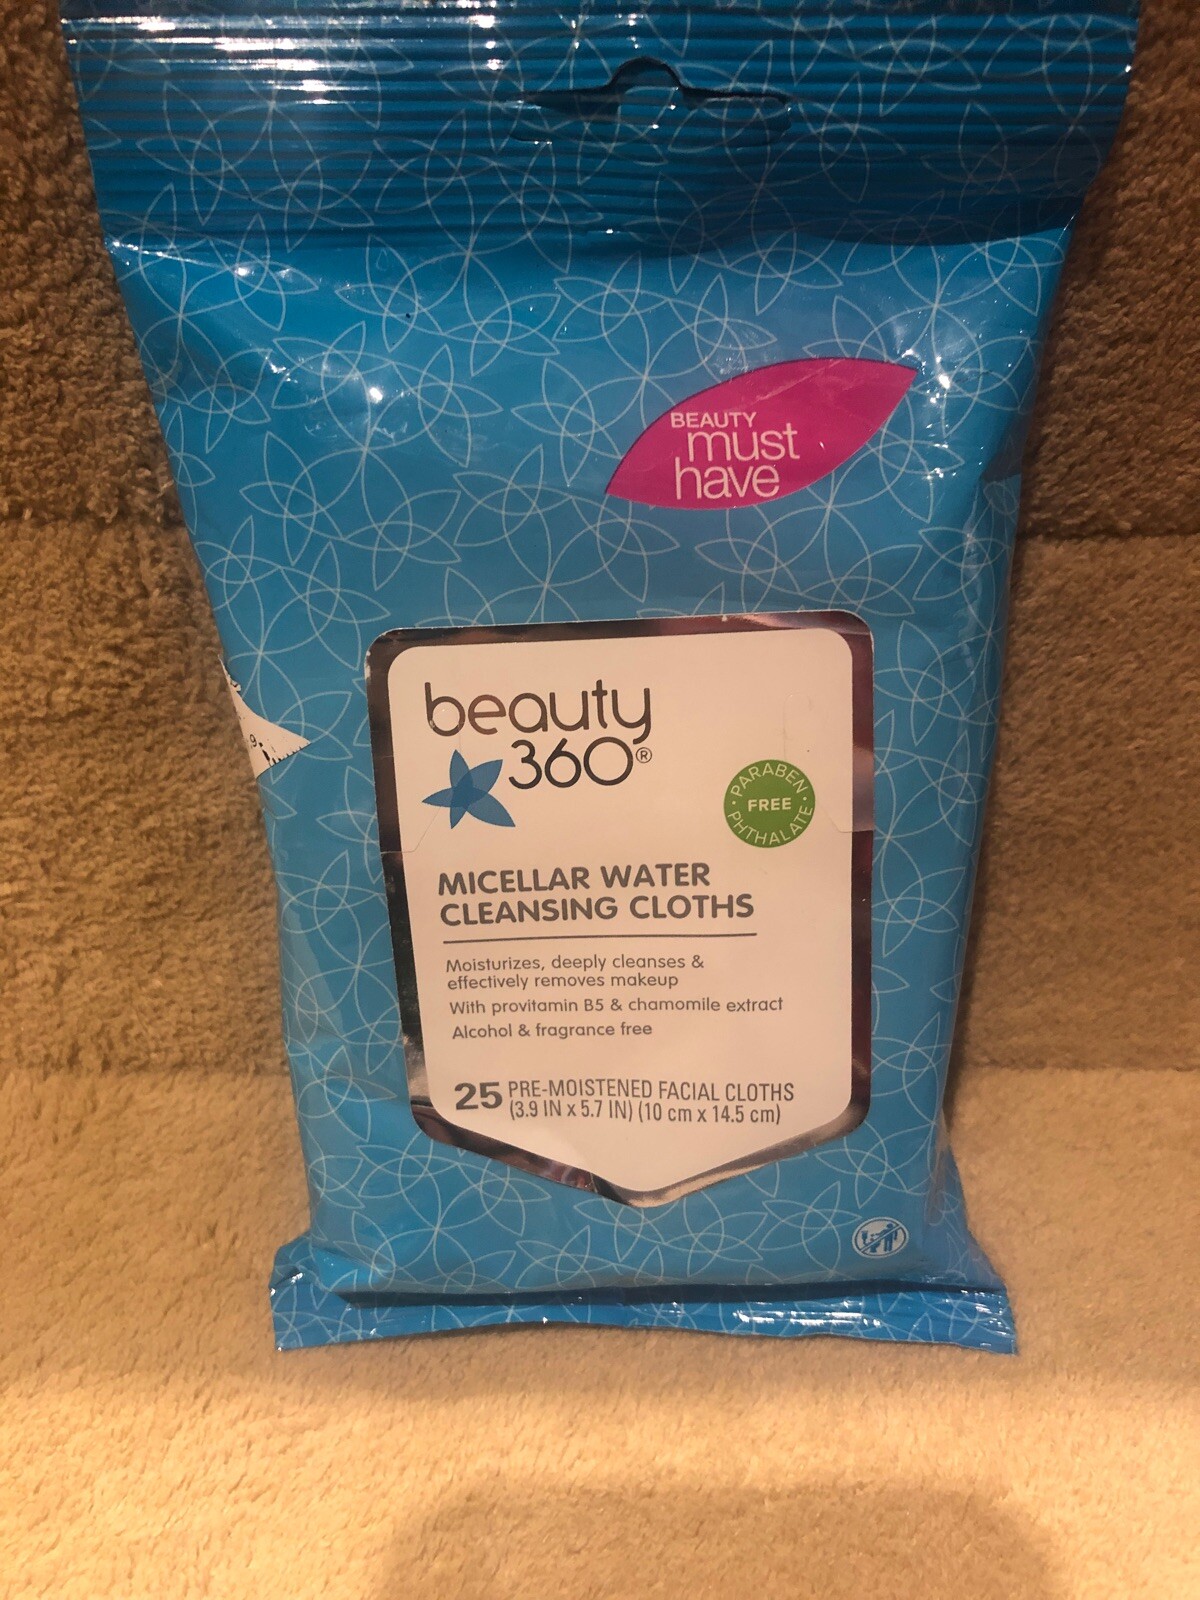 BEAUTY
must
have
beauty
360®
PARABEN
FREE
PHTHALATE
MICELLAR WATER
CLEANSING CLOTHS
Moisturizes, deeply cleanses &
effectively removes makeup
With provitamin B5 & chamomile extract
Alcohol & fragrance free
25 PRE-MOISTENED FACIAL CLOTHS
(3.9 IN x 5.7 IN) (10 cm x 14.5 cm)